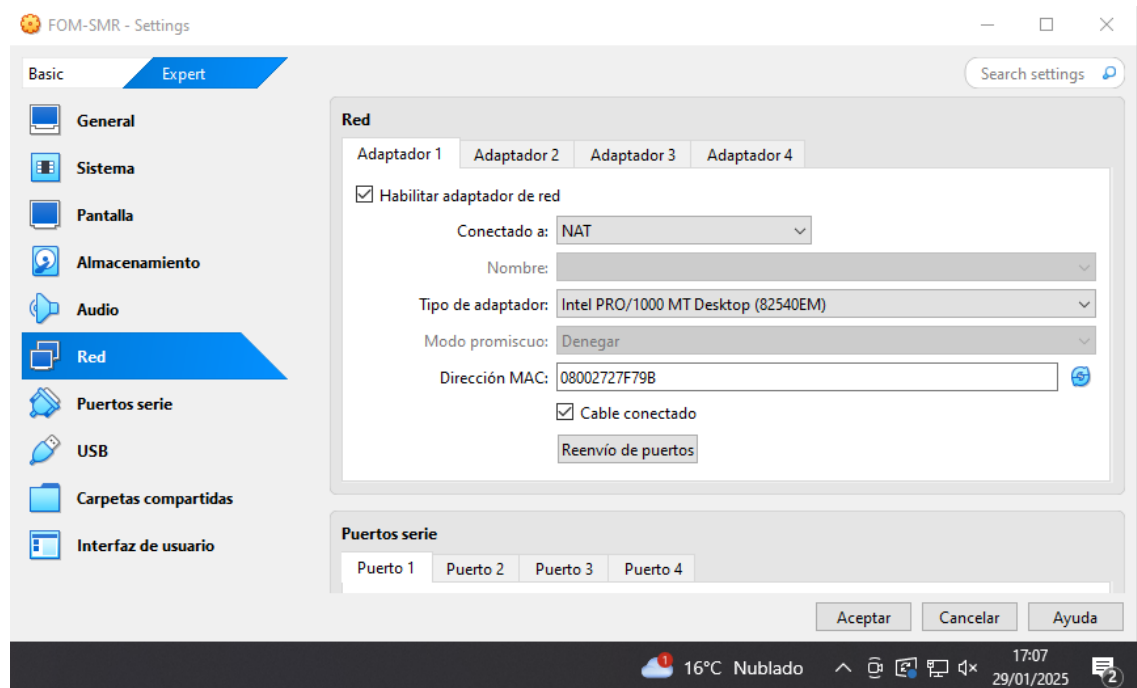 FOM-SMR - Settings
Basic
Expert
Search settings
General
Sistema
Pantalla
Almacenamiento
Audio
Red
Puertos serie
USB
Carpetas compartidas
Interfaz de usuario
Red
Adaptador 1 Adaptador 2 Adaptador 3 Adaptador 4
Habilitar adaptador de red
Conectado a: NAT
Nombre:
Tipo de adaptador: Intel PRO/1000 MT Desktop (82540EM)
Modo promiscuo: Denegar
Dirección MAC: 08002727F79B
Cable conectado
Reenvío de puertos
Puertos serie
Puerto 1 Puerto 2 Puerto 3 Puerto 4
Aceptar Cancelar Ayuda
1
16°C Nublado
17:07
29/01/2025
2